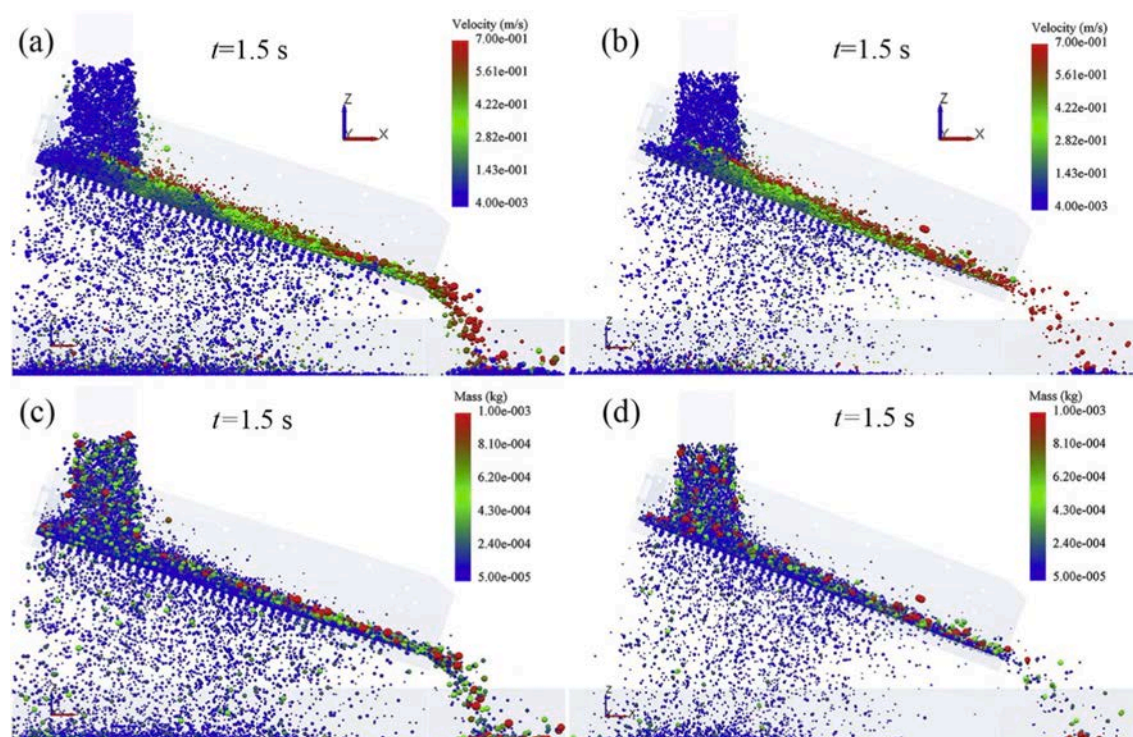 (a)
t=1.5 s
Velocity (m/s)
7.00e-001
5.61e-001
4.22e-001
2.82e-001
1.43e-001
4.00e-003
Z
Y
X
Z
(b)
t=1.5 s
Velocity (m/s)
7.00e-001
5.61e-001
4.22e-001
2.82e-001
1.43e-001
4.00e-003
Z
Y
X
Z
(c)
t=1.5 s
Mass (kg)
1.00e-003
8.10e-004
6.20e-004
4.30e-004
2.40e-004
5.00e-005
Z
(d)
t=1.5 s
Mass (kg)
1.00e-003
8.10e-004
6.20e-004
4.30e-004
2.40e-004
5.00e-005
Z